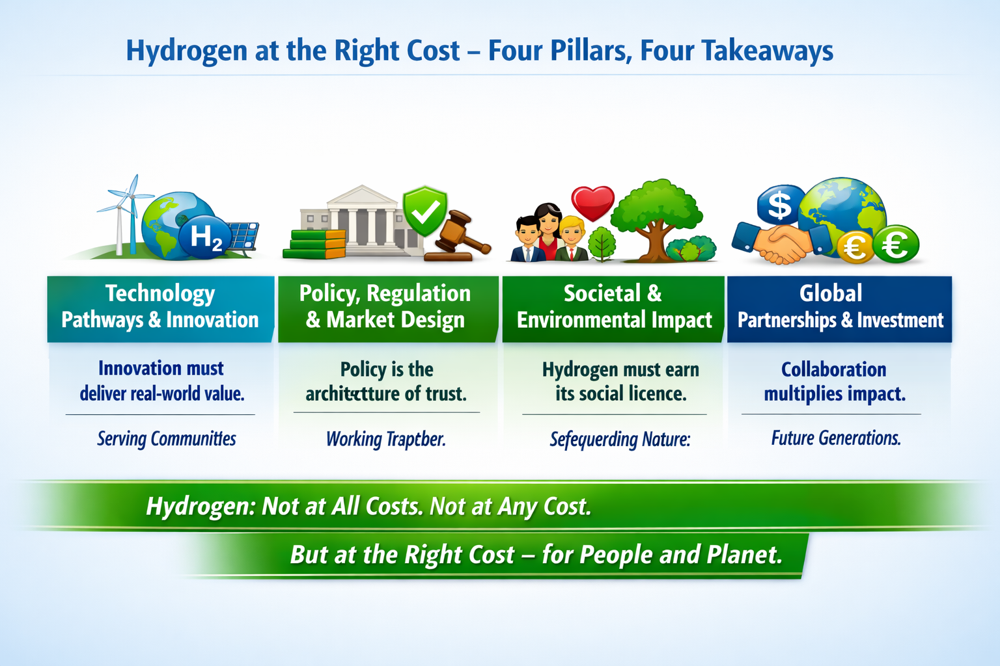 Hydrogen at the Right Cost – Four Pillars, Four Takeaways
H2
$
€
€
Technology
Pathways & Innovation
Policy, Regulation
& Market Design
Societal &
Environmental Impact
Global
Partnerships & Investment
Innovation must
deliver real-world value.
Policy is the
of trust.
Hydrogen must earn
its social licence.
Collaboration
multiplies impact.
Serving Communities
Working
Sefequerding Nature:
Future Generations.
Hydrogen: Not at All Costs. Not at Any Cost.
But at the Right Cost – for People and Planet.